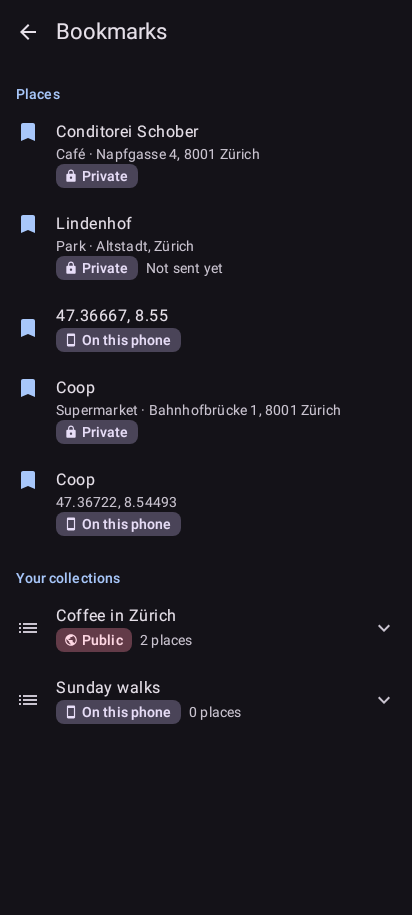 Bookmarks
Places
Conditorei Schober
Café · Napfgasse 4, 8001 Zürich
Private
Lindenhof
Park · Altstadt, Zürich
Private Not sent yet
47.36667, 8.55
On this phone
Coop
Supermarket · Bahnhofbrücke 1, 8001 Zürich
Private
Coop
47.36722, 8.54493
On this phone
Your collections
Coffee in Zürich
Public 2 places
Sunday walks
On this phone 0 places